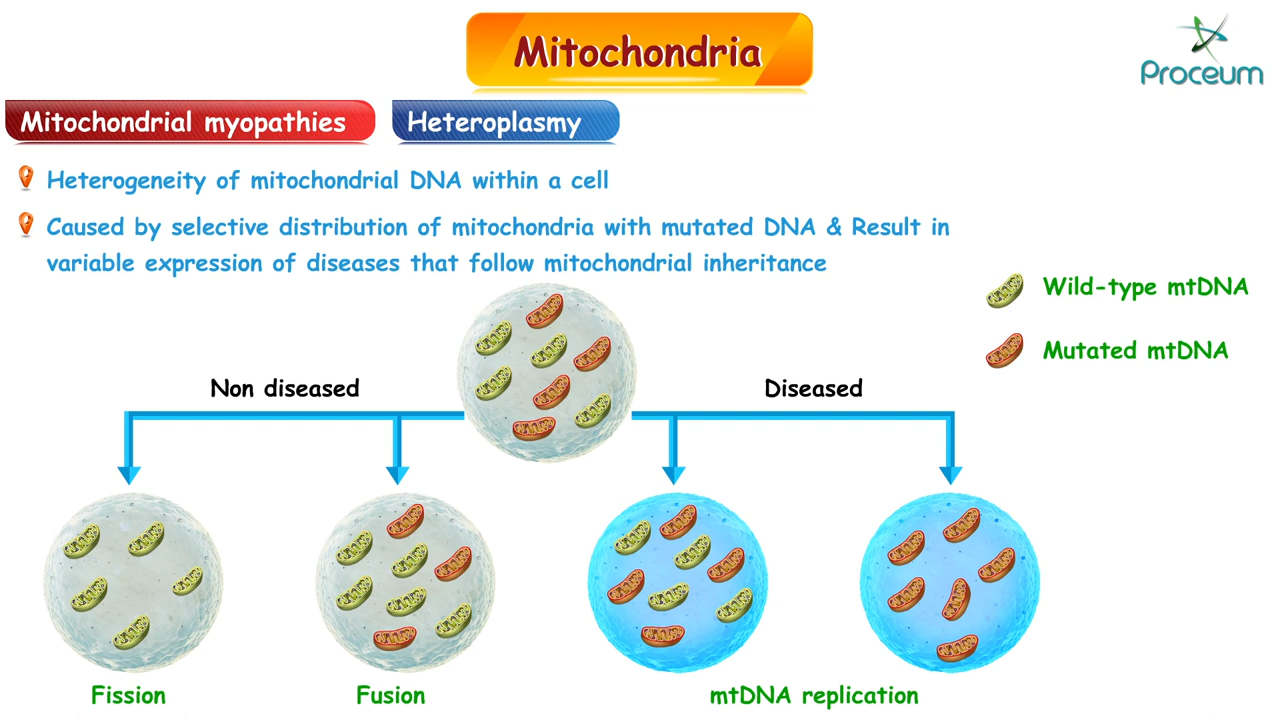 Mitochondria
Proceum
Mitochondrial myopathies
Heteroplasmy
Heterogeneity of mitochondrial DNA within a cell
Caused by selective distribution of mitochondria with mutated DNA & Result in
variable expression of diseases that follow mitochondrial inheritance
Wild-type mtDNA
Mutated mtDNA
Non diseased
Diseased
Fission
Fusion
mtDNA replication